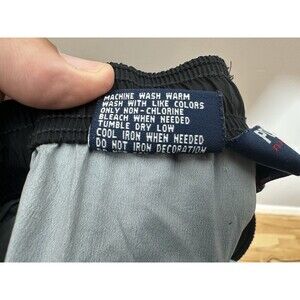 MACHINE WASH WARM
WASH WITH LIKE COLORS
ONLY NON-CHLORINE
BLEACH WHEN NEEDED
TUMBLE DRY LOW
COOL IRON WHEN NEEDED
DO NOT IRON DECORATION